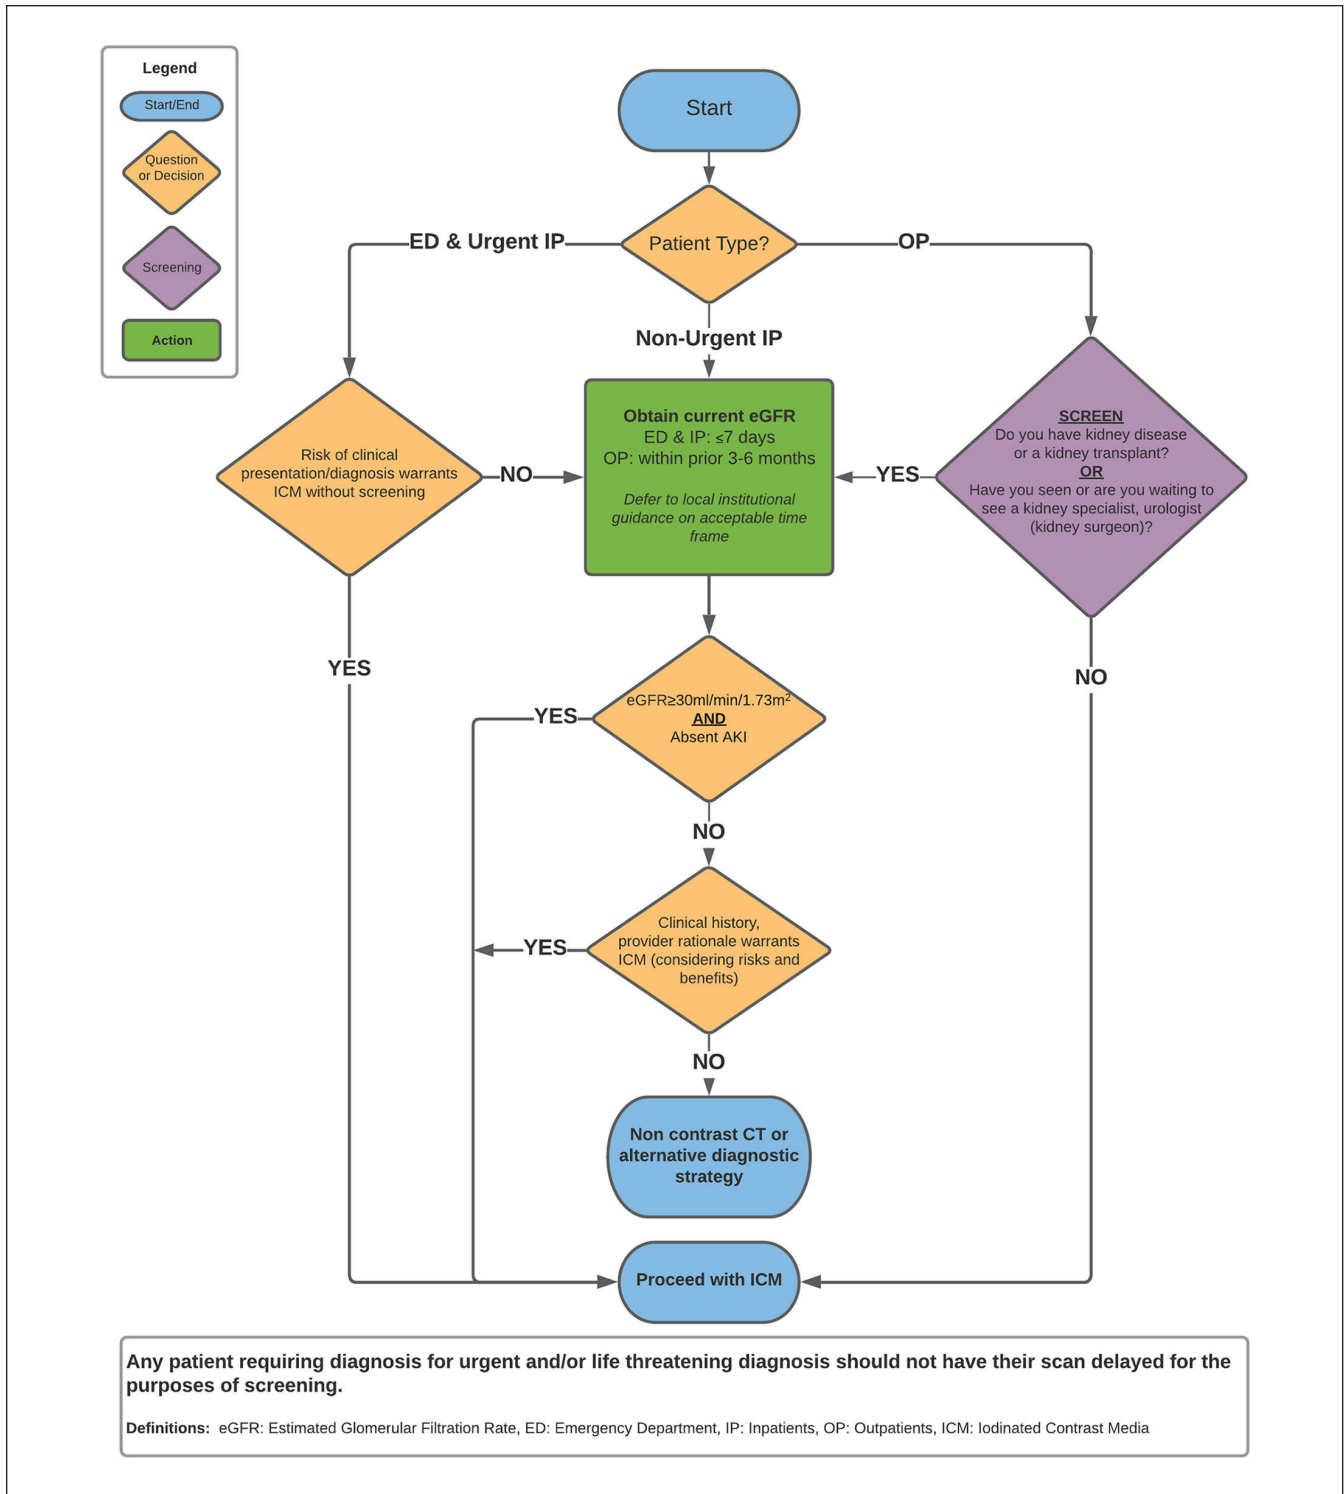 Legend
Start/End
Question
or Decision
Screening
Action
Start
Patient Type?
ED & Urgent IP
OP
Non-Urgent IP
Risk of clinical
presentation/diagnosis warrants
ICM without screening
NO
Obtain current eGFR
ED & IP: ≤7 days
OP: within prior 3-6 months
Defer to local institutional
guidance on acceptable time
frame
YES
SCREEN
Do you have kidney disease
or a kidney transplant?
OR
Have you seen or are you waiting to
see a kidney specialist, urologist
(kidney surgeon)?
YES
NO
eGFR≥30ml/min/1.73m²
AND
Absent AKI
YES
NO
Clinical history,
provider rationale warrants
ICM (considering risks and
benefits)
YES
NO
Non contrast CT or
alternative diagnostic
strategy
Proceed with ICM
Any patient requiring diagnosis for urgent and/or life threatening diagnosis should not have their scan delayed for the
purposes of screening.
Definitions: eGFR: Estimated Glomerular Filtration Rate, ED: Emergency Department, IP: Inpatients, OP: Outpatients, ICM: Iodinated Contrast Media